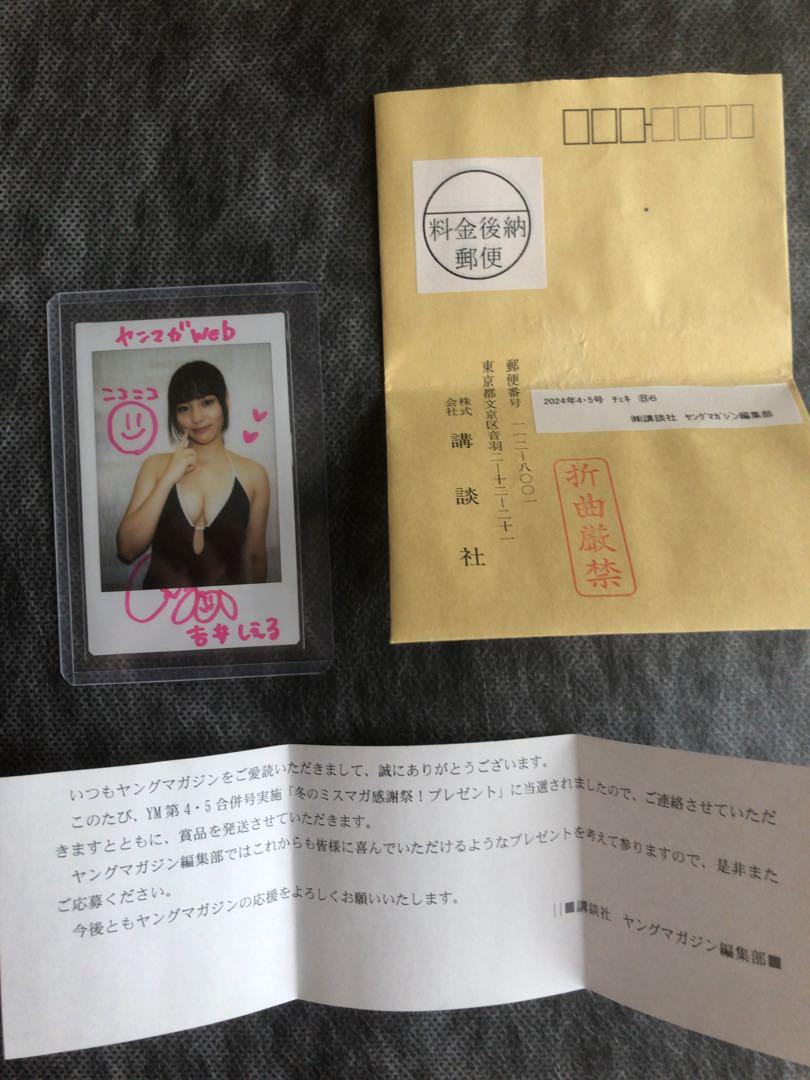 ヤンマガWeb
ニコニコ
吉井しえる
料金後納
郵便
郵便番号 一一二-八〇〇一
東京都文京区音羽二-十二-二十一
株式会社 講談社
2024年4・5号 チェキ Ⓑ6
㈱講談社 ヤングマガジン編集部
折曲厳禁
いつもヤングマガジンをご愛読いただきまして、誠にありがとうございます。
このたび、YM第4・5合併号実施「冬のミスマガ感謝祭！プレゼント」に当選されましたので、ご連絡させていただ
きますとともに、賞品を発送させていただきます。
ヤングマガジン編集部ではこれからも皆様に喜んでいただけるようなプレゼントを考えて参りますので、是非また
ご応募ください。
今後ともヤングマガジンの応援をよろしくお願いいたします。
||■講談社 ヤングマガジン編集部■